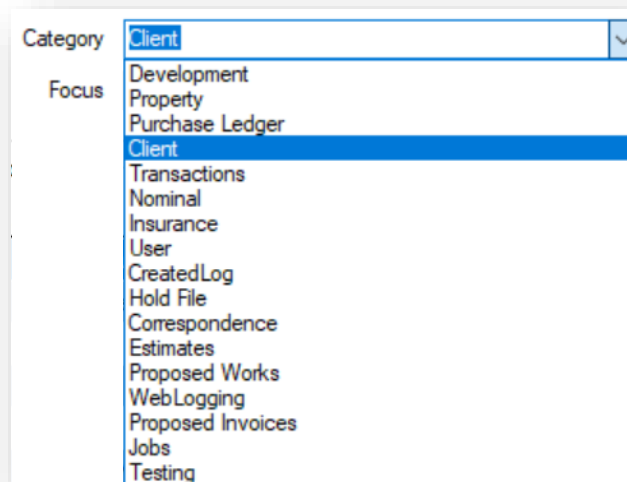 Category Client
Development
Focus Property
Purchase Ledger
Client
Transactions
Nominal
Insurance
User
CreatedLog
Hold File
Correspondence
Estimates
Proposed Works
WebLogging
Proposed Invoices
Jobs
Testing